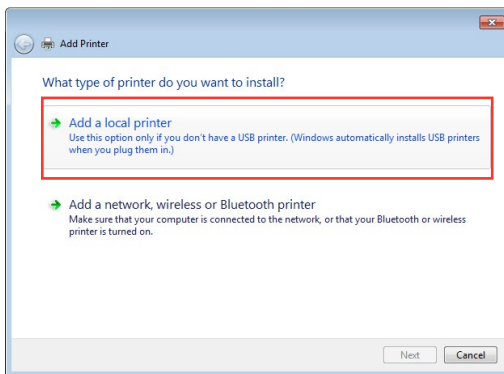 Add Printer
What type of printer do you want to install?
Add a local printer
Use this option only if you don't have a USB printer. (Windows automatically installs USB printers
when you plug them in.)
Add a network, wireless or Bluetooth printer
Make sure that your computer is connected to the network, or that your Bluetooth or wireless
printer is turned on.
Next Cancel